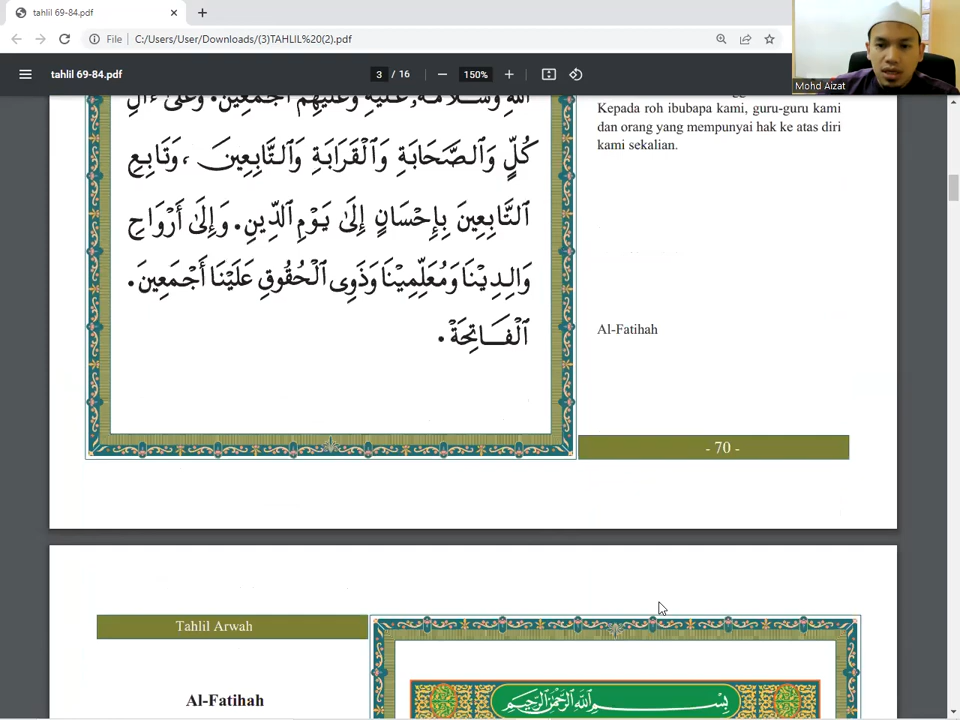 tahlil 69-84.pdf
File
C:/Users/User/Downloads/(3)TAHLIL%20(2).pdf
Mohd Aizat
tahlil 69-84.pdf
3 / 16
150%
اللهِ وَسَلَامُهُ عَلَيْهِ وَعَلَيْهِمْ أَجْمَعِينَ. وَعَلَىٰ ءَالِ
كُلٍّ وَٱلصَّحَابَةِ وَٱلْقَرَابَةِ وَٱلتَّابِعِينَ ، وَتَابِعِ
ٱلتَّابِعِينَ بِإِحْسَانٍ إِلَىٰ يَوْمِ ٱلدِّينِ. وَإِلَىٰ أَرْوَاحِ
وَالِدِيْنَا وَمُعَلِّمِيْنَا وَذَوِى ٱلْحُقُوقِ عَلَيْنَا أَجْمَعِينَ.
ٱلْفَاتِحَةْ.
Kepada roh ibubapa kami, guru-guru kami
dan orang yang mempunyai hak ke atas diri
kami sekalian.
Al-Fatihah
- 70 -
Tahlil Arwah
Al-Fatihah
بِسْمِ ٱللَّهِ ٱلرَّحْمَٰنِ ٱلرَّحِيمِ